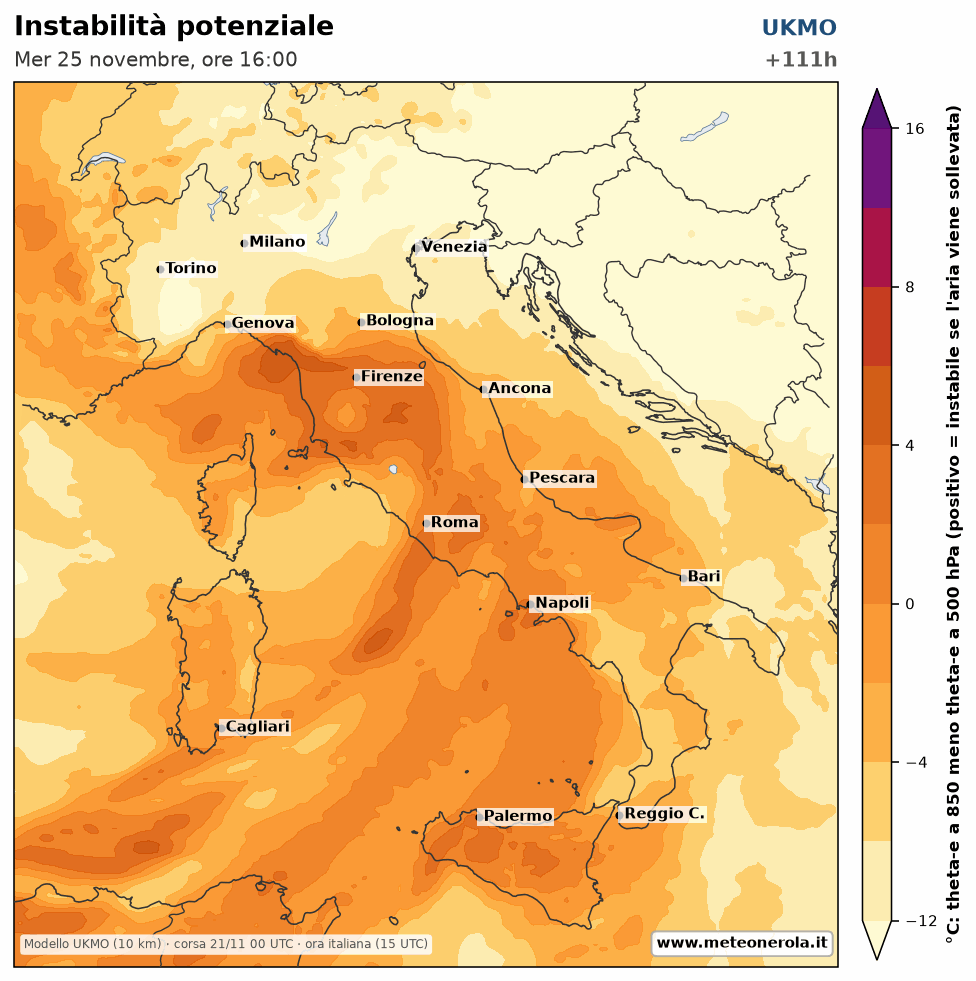 Instabilità potenziale
UKMO
Mer 25 novembre, ore 16:00
+111h
16
8
4
0
−4
−12
°C: theta-e a 850 meno theta-e a 500 hPa (positivo = instabile se l'aria viene sollevata)
Milano
Venezia
Torino
Genova
Bologna
Firenze
Ancona
Pescara
Roma
Bari
Napoli
Cagliari
Palermo
Reggio C.
Modello UKMO (10 km) · corsa 21/11 00 UTC · ora italiana (15 UTC)
www.meteonerola.it